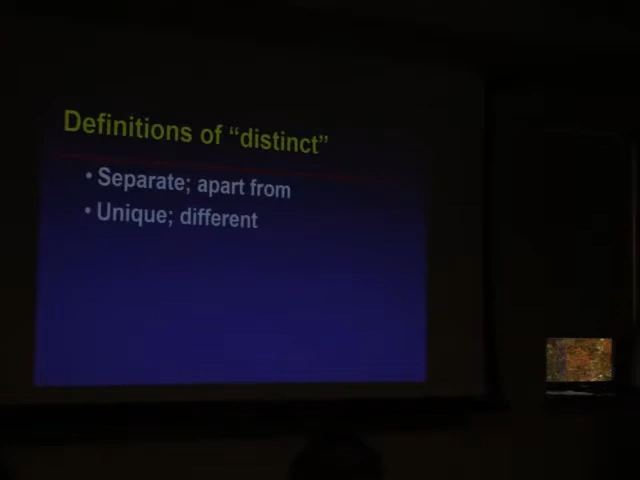 Definitions of “distinct”
• Separate; apart from
• Unique; different